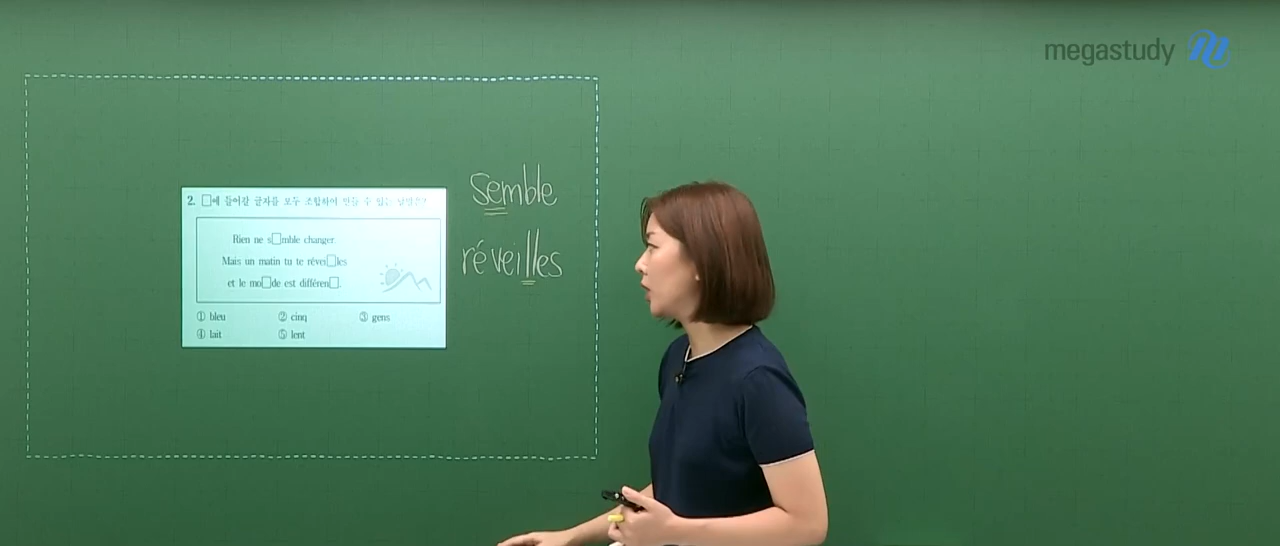 megastudy
2. □에 들어갈 글자를 모두 조합하여 만들 수 있는 낱말은?
Rien ne s□mble changer.
Mais un matin tu te révei□les
et le mo□de est différen□.
① bleu ② cinq ③ gens
④ lait ⑤ lent
semble
réveilles